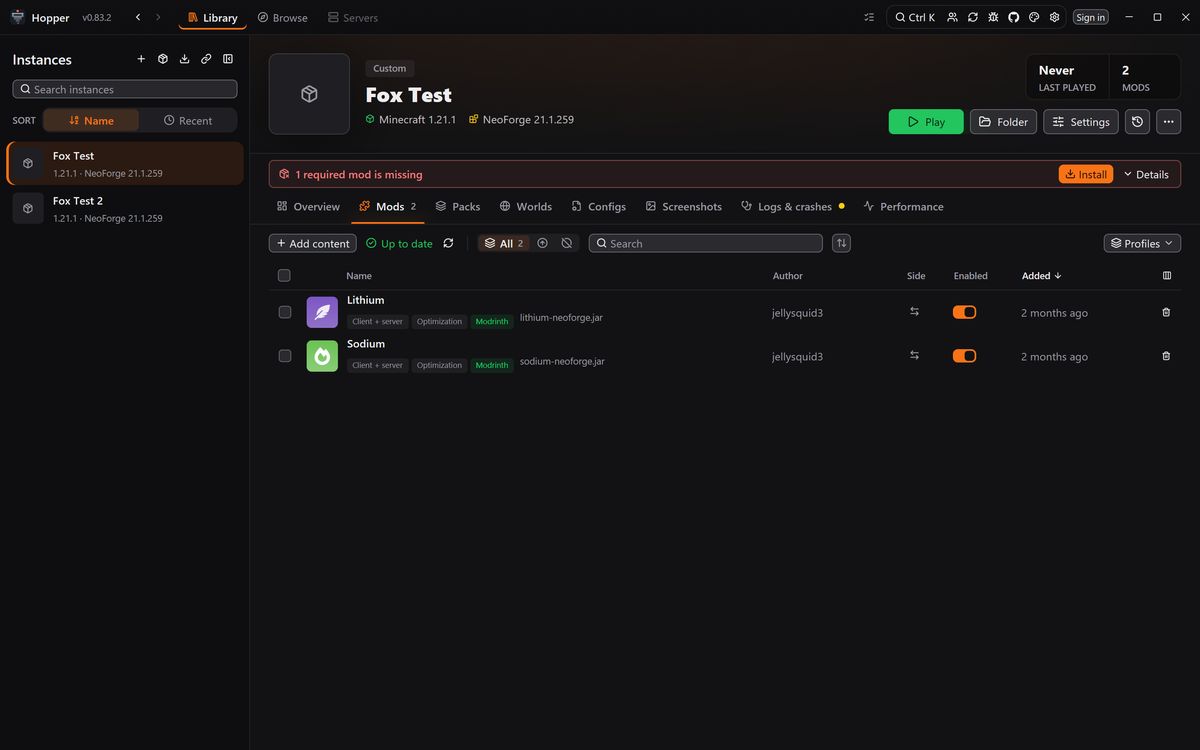 Hopper v0.83.2 Library Browse Servers Ctrl K Sign in
Instances
Search instances
SORT Name Recent
Fox Test
1.21.1 · NeoForge 21.1.259
Fox Test 2
1.21.1 · NeoForge 21.1.259
Custom
Fox Test
Minecraft 1.21.1 NeoForge 21.1.259
Never
LAST PLAYED
2
MODS
Play Folder Settings
1 required mod is missing Install Details
Overview Mods 2 Packs Worlds Configs Screenshots Logs & crashes Performance
+ Add content Up to date All 2 Search Profiles
Name Author Side Enabled Added ↓
Lithium
Client + server Optimization Modrinth lithium-neoforge.jar jellysquid3 2 months ago
Sodium
Client + server Optimization Modrinth sodium-neoforge.jar jellysquid3 2 months ago